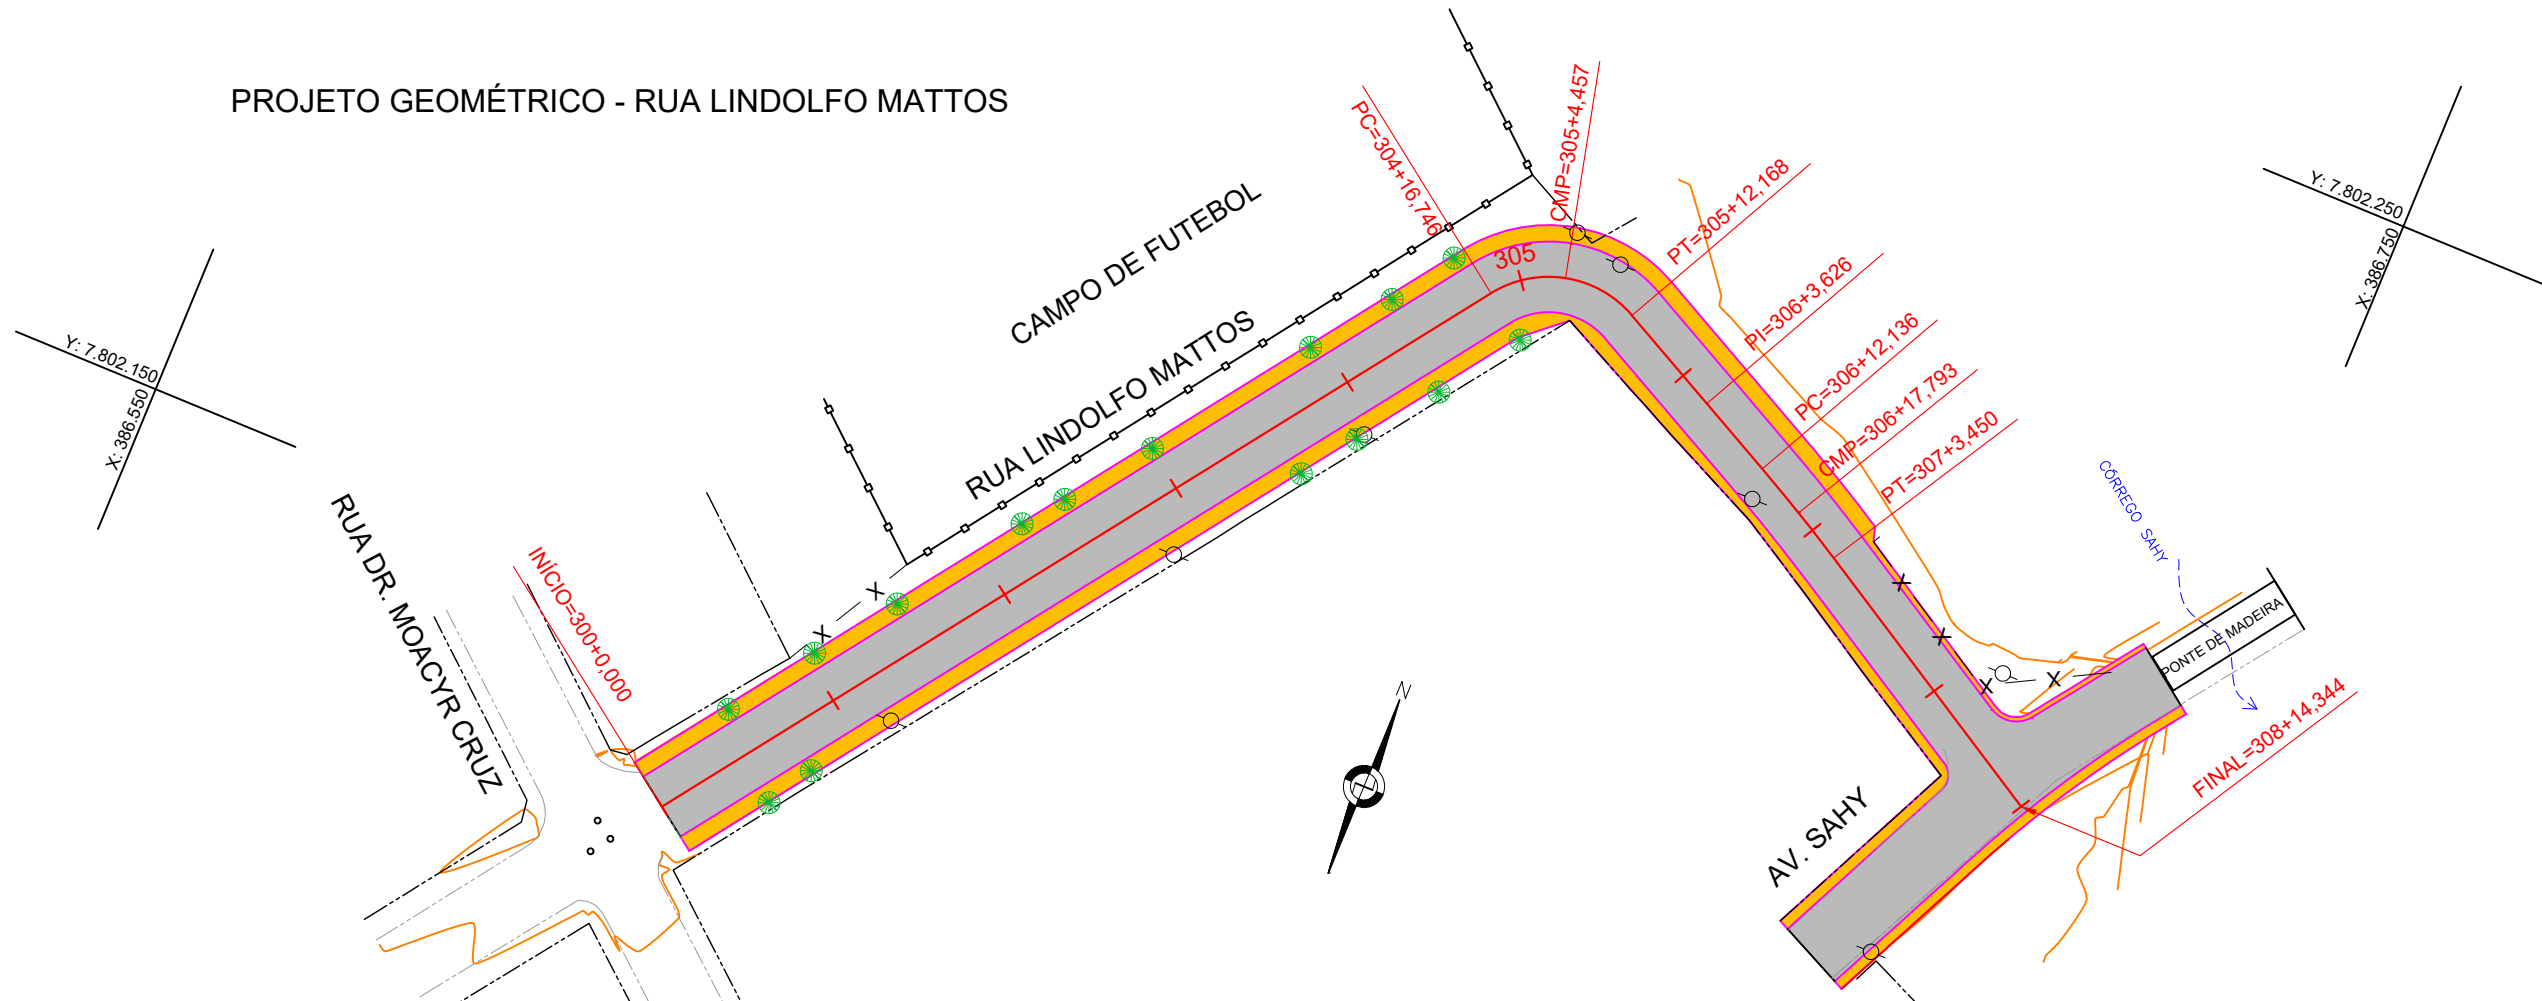 PROJETO GEOMÉTRICO - RUA LINDOLFO MATTOS
Y: 7.802.150
X: 386.550
RUA DR. MOACYR CRUZ
INÍCIO=300+0,000
CAMPO DE FUTEBOL
RUA LINDOLFO MATTOS
PC=304+16,746
305
CMP=305+4,457
PT=305+12,168
PI=306+3,626
PC=306+12,136
CMP=306+17,793
PT=307+3,450
Y: 7.802.250
X: 386.750
CÓRREGO SAHY
PONTE DE MADEIRA
FINAL=308+14,344
AV. SAHY
N
X
X
X
X
X
X